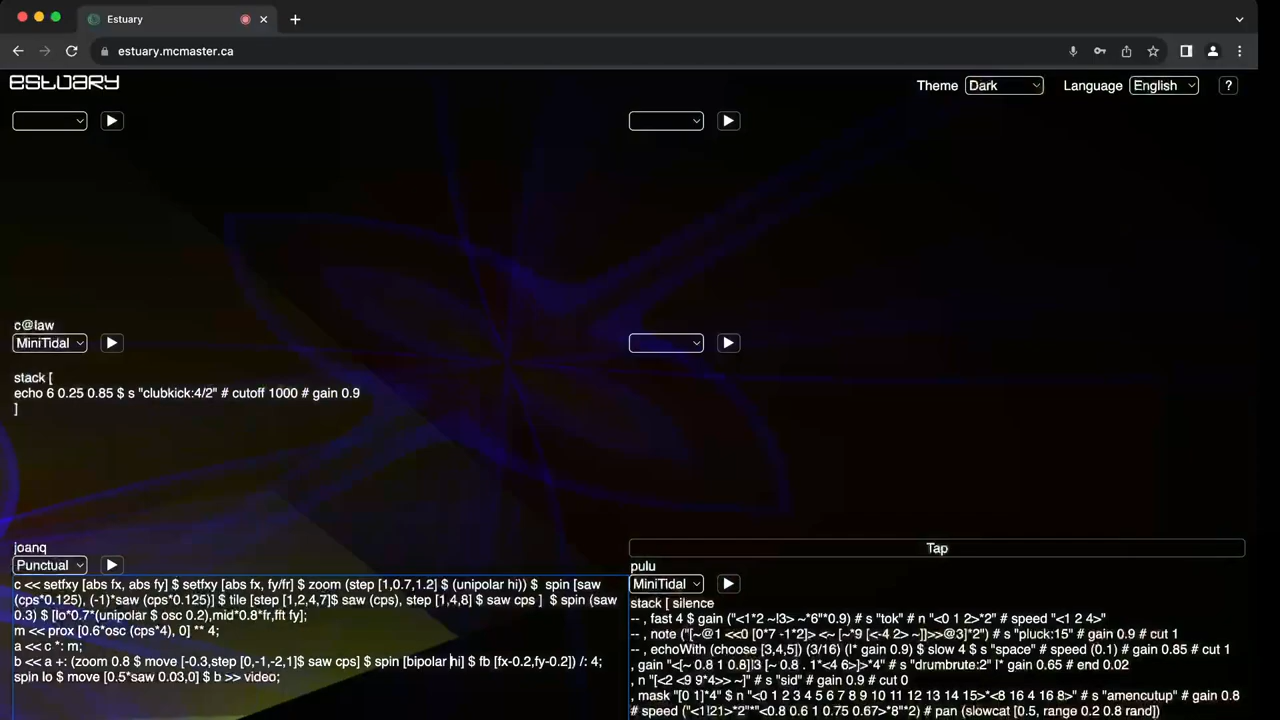 Estuary
estuary.mcmaster.ca
ESTUARY
Theme Dark Language English ?
c@law
MiniTidal
stack [
echo 6 0.25 0.85 $ s "clubkick:4/2" # cutoff 1000 # gain 0.9
]
joanq
Punctual
c << setfxy [abs fx, abs fy] $ setfxy [abs fx, fy/fr] $ zoom (step [1,0.7,1.2] $ (unipolar hi)) $ spin [saw
(cps*0.125), (-1)*saw (cps*0.125)] $ tile [step [1,2,4,7]$ saw (cps), step [1,4,8] $ saw cps ] $ spin (saw
0.3) $ [lo*0.7*(unipolar $ osc 0.2),mid*0.8*fr,fit fy];
m << prox [0.6*osc (cps*4), 0] ** 4;
a << c *: m;
b << a +: (zoom 0.8 $ move [-0.3,step [0,-1,-2,1]$ saw cps] $ spin [bipolar hi] $ fb [fx-0.2,fy-0.2]) /: 4;
spin lo $ move [0.5*saw 0.03,0] $ b >> video;
Tap
pulu
MiniTidal
stack [ silence
-- , fast 4 $ gain ("<1*2 ~!3> ~*6"*0.9) # s "tok" # n "<0 1 2>*2" # speed "<1 2 4>"
-- , note ("[~@1 <<0 [0*7 -1*2]> <~ [~*9 [<-4 2> ~]]>>@3]*2") # s "pluck:15" # gain 0.9 # cut 1
-- , echoWith (choose [3,4,5]) (3/16) (|* gain 0.9) $ slow 4 $ s "space" # speed (0.1) # gain 0.85 # cut 1
, gain "<[~ 0.8 1 0.8]!3 [~ 0.8 . 1*<4 6>]>*4" # s "drumbrute:2" |* gain 0.65 # end 0.02
, n "[<2 <9 9*4>> ~]" # s "sid" # gain 0.9 # cut 0
, mask "[0 1]*4" $ n "<0 1 2 3 4 5 6 7 8 9 10 11 12 13 14 15>*<8 16 4 16 8>" # s "amencutup" # gain 0.8
# speed ("<1!21>*2"*"<0.8 0.6 1 0.75 0.67>*8"*2) # pan (slowcat [0.5, range 0.2 0.8 rand])